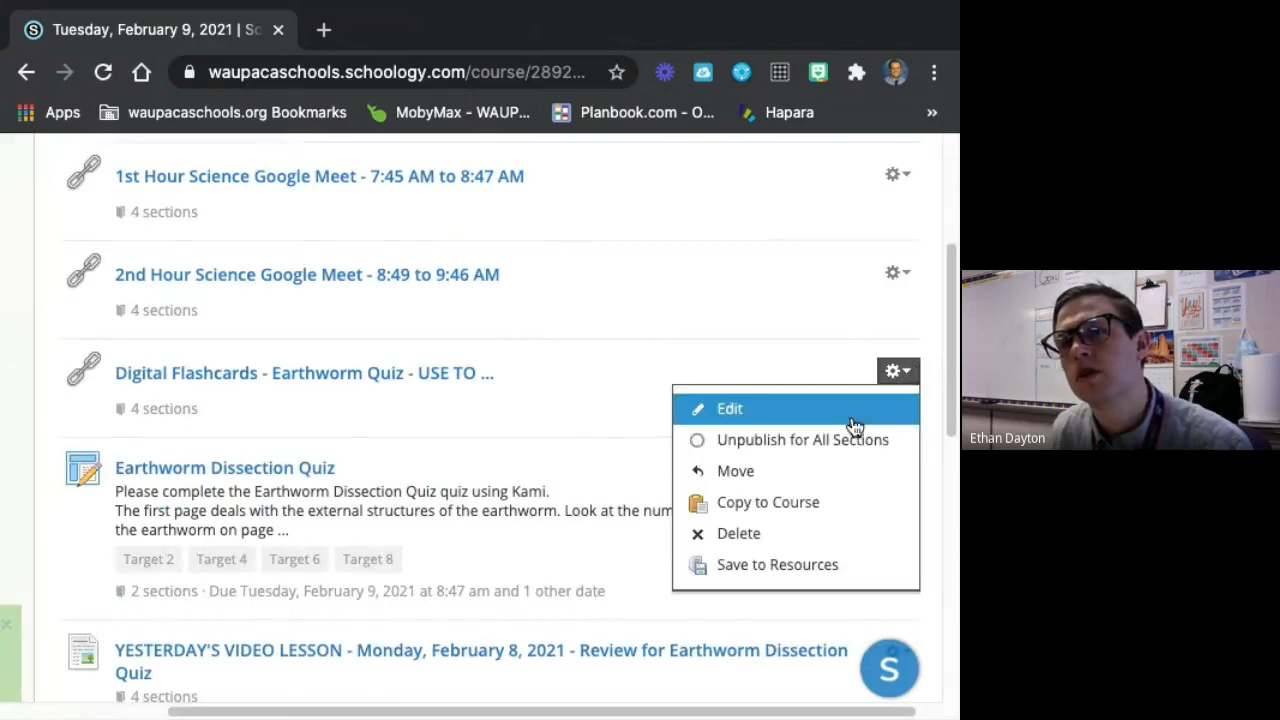 Tuesday, February 9, 2021 | Sc
waupacaschools.schoology.com/course/2892...
Apps
waupacaschools.org Bookmarks
MobyMax - WAUP...
Planbook.com - O...
Hapara
»
1st Hour Science Google Meet - 7:45 AM to 8:47 AM
4 sections
2nd Hour Science Google Meet - 8:49 to 9:46 AM
4 sections
Digital Flashcards - Earthworm Quiz - USE TO ...
4 sections
Edit
Unpublish for All Sections
Move
Copy to Course
Delete
Save to Resources
Earthworm Dissection Quiz
Please complete the Earthworm Dissection Quiz quiz using Kami.
The first page deals with the external structures of the earthworm. Look at the num
the earthworm on page ...
Target 2
Target 4
Target 6
Target 8
2 sections · Due Tuesday, February 9, 2021 at 8:47 am and 1 other date
YESTERDAY'S VIDEO LESSON - Monday, February 8, 2021 - Review for Earthworm Dissection
Quiz
4 sections
S
Ethan Dayton